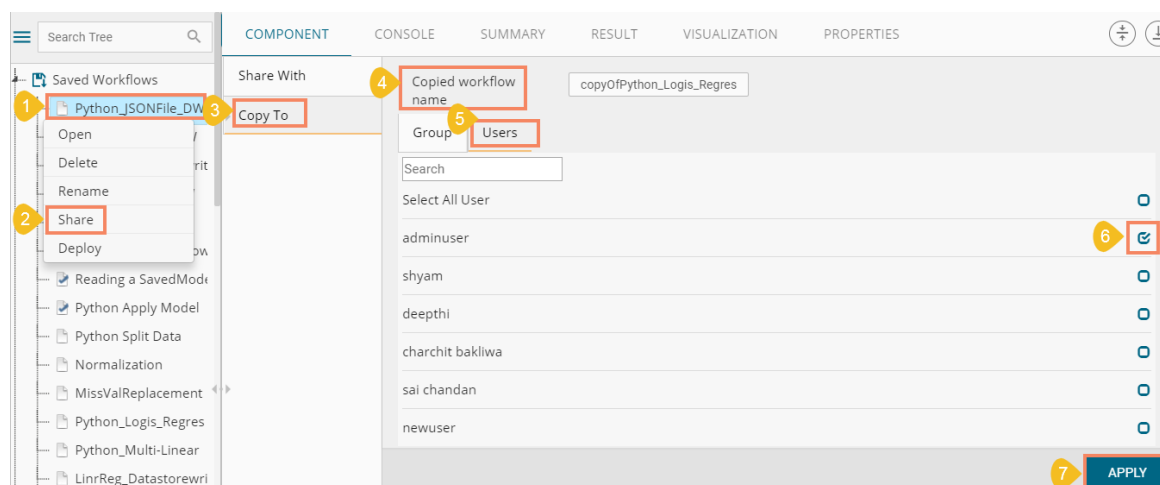 Search Tree
COMPONENT
CONSOLE
SUMMARY
RESULT
VISUALIZATION
PROPERTIES
Saved Workflows
1
Python_JSONFile_DW
Open
Delete
Rename
2
Share
Deploy
Reading a SavedMode
Python Apply Model
Python Split Data
Normalization
MissValReplacement
Python_Logis_Regres
Python_Multi-Linear
LinrReg_Datastorewri
Share With
3
Copy To
4
Copied workflow
name
copyOfPython_Logis_Regres
5
Group
Users
Search
Select All User
adminuser
6
shyam
deepthi
charchit bakliwa
sai chandan
newuser
7
APPLY